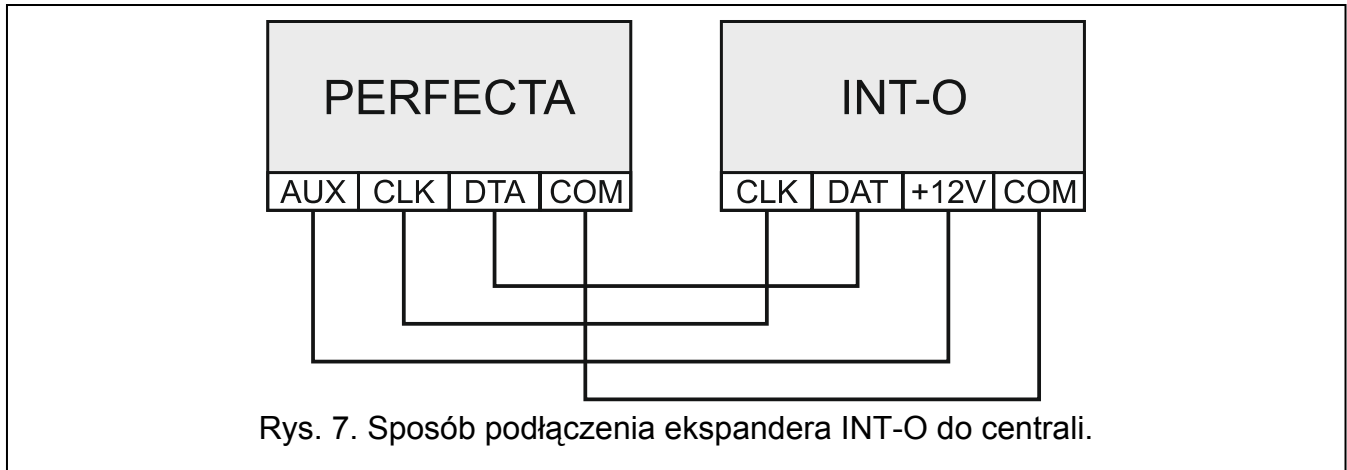 PERFECTA INT-O
AUX CLK DTA COM CLK DAT +12V COM
Rys. 7. Sposób podłączenia ekspandera INT-O do centrali.